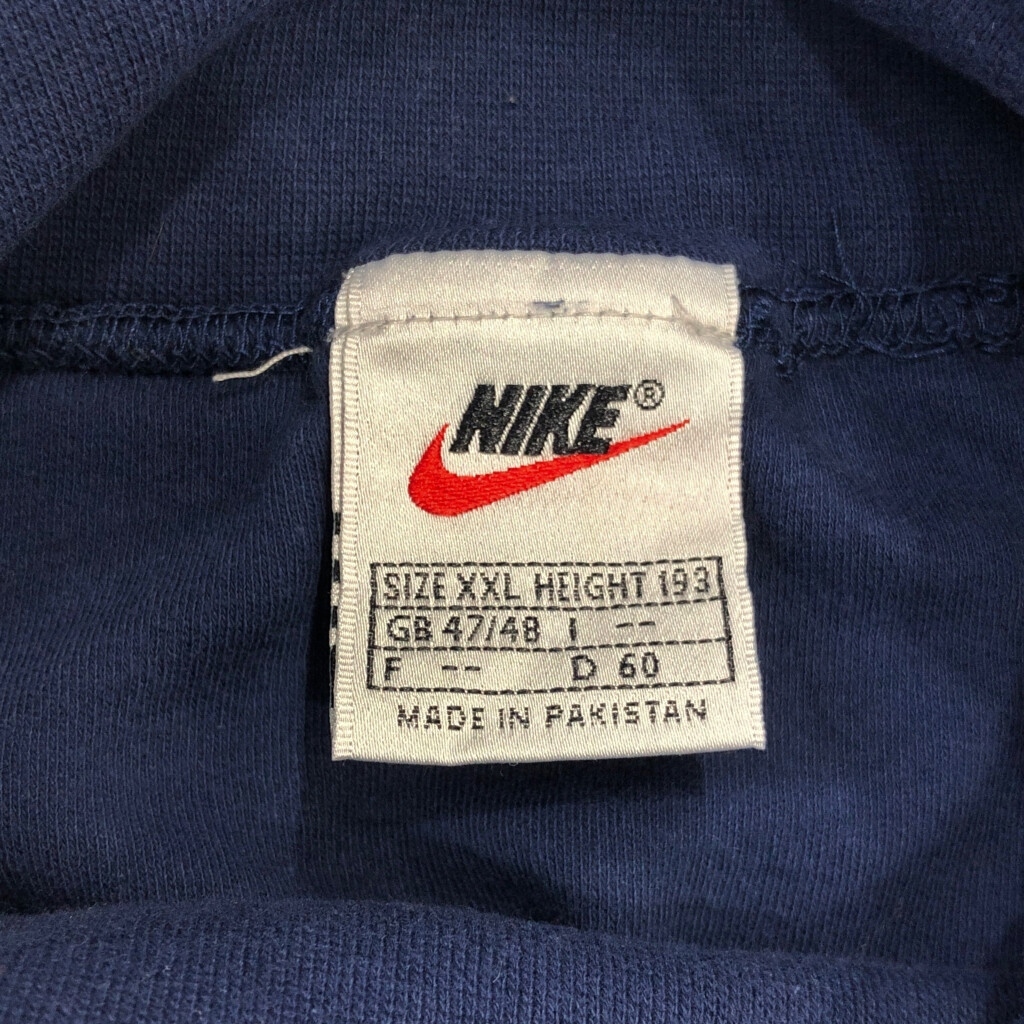 NIKE®
SIZE XXL HEIGHT 193
GB 47/48 I --
F -- D 60
MADE IN PAKISTAN